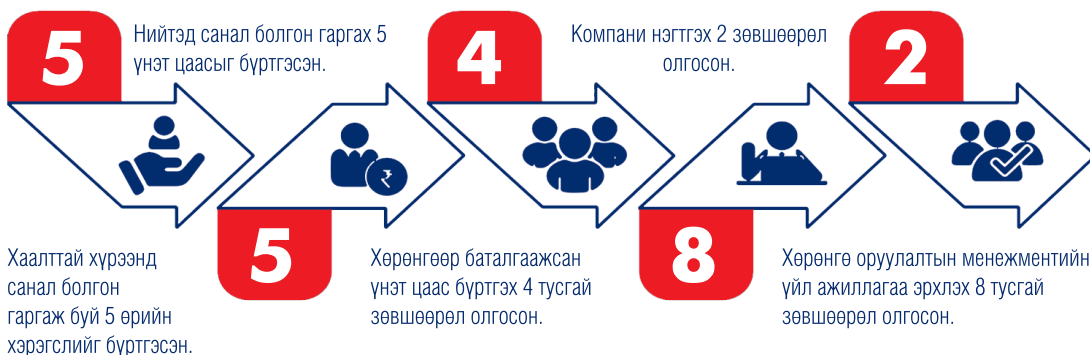 5
Нийтэд санал болгон гаргах 5
үнэт цаасыг бүртгэсэн.
4
Компани нэгтгэх 2 зөвшөөрөл
олгосон.
2
₹
Хаалттай хүрээнд
санал болгон
гаргаж буй 5 өрийн
хэрэгслийг бүртгэсэн.
5
Хөрөнгөөр баталгаажсан
үнэт цаас бүртгэх 4 тусгай
зөвшөөрөл олгосон.
8
Хөрөнгө оруулалтын менежментийн
үйл ажиллагаа эрхлэх 8 тусгай
зөвшөөрөл олгосон.